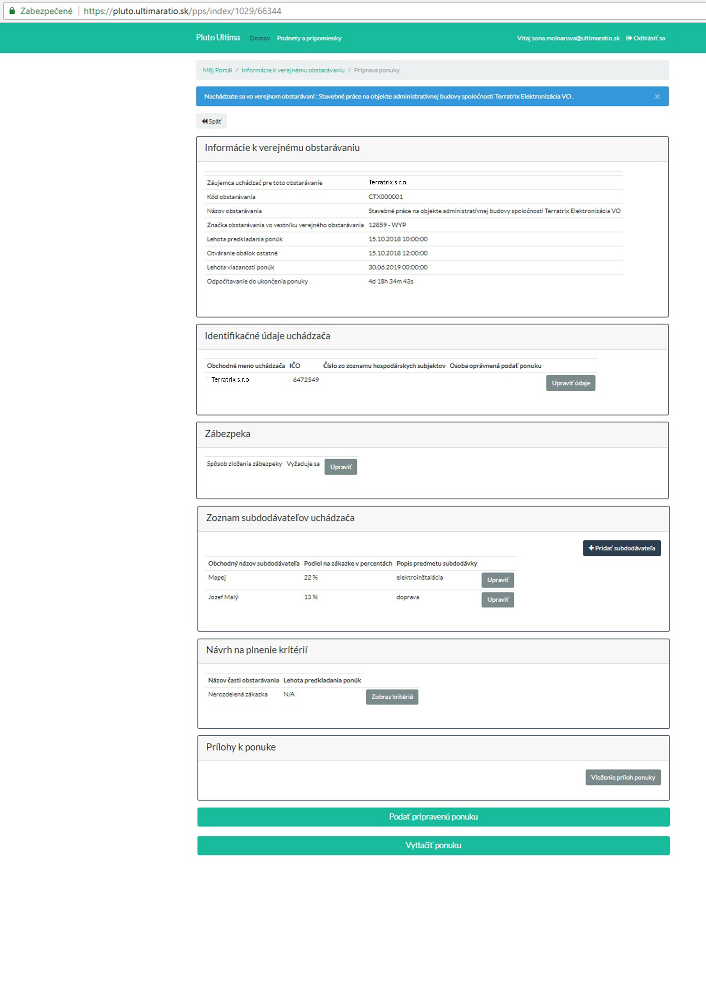 Zabezpečené https://pluto.ultimaratio.sk/pps/index/1029/66344
Pluto Ultima Domov Podnety a pripomienky Vitaj sona.molnarova@ultimaratio.sk Odhlásiť sa
Môj Portál / Informácie k verejnému obstarávaniu / Príprava ponuky
Nachádzate sa vo verejnom obstarávaní : Stavebné práce na objekte administratívnej budovy spoločnosti Terratrix Elektronizácia VO . ×
Späť
Informácie k verejnému obstarávaniu
Záujemca uchádzač pre toto obstarávanie Terratrix s.r.o.
Kód obstarávania CTX000001
Názov obstarávania Stavebné práce na objekte administratívnej budovy spoločnosti Terratrix Elektronizácia VO
Značka obstarávania vo vestníku verejného obstarávania 12859 - WYP
Lehota predkladania ponúk 15.10.2018 10:00:00
Otváranie obálok ostatné 15.10.2018 12:00:00
Lehota viazanosti ponúk 30.06.2019 00:00:00
Odpočítavanie do ukončenia ponuky 4d 18h 34m 43s
Identifikačné údaje uchádzača
Obchodné meno uchádzača IČO Číslo zo zoznamu hospodárskych subjektov Osoba oprávnená podať ponuku
Terratrix s.r.o. 6472549 Upraviť údaje
Zábezpeka
Spôsob zloženia zábezpeky Vyžaduje sa Upraviť
Zoznam subdodávateľov uchádzača
+ Pridať subdodávateľa
Obchodný názov subdodávateľa Podiel na zákazke v percentách Popis predmetu subdodávky
Mapej 22 % elektroinštalácia Upraviť
Jozef Malý 13 % doprava Upraviť
Návrh na plnenie kritérií
Názov časti obstarávania Lehota predkladania ponúk
Nerozdelená zákazka N/A Zobraz kritériá
Prílohy k ponuke
Vloženie príloh ponuky
Podať pripravenú ponuku
Vytlačiť ponuku